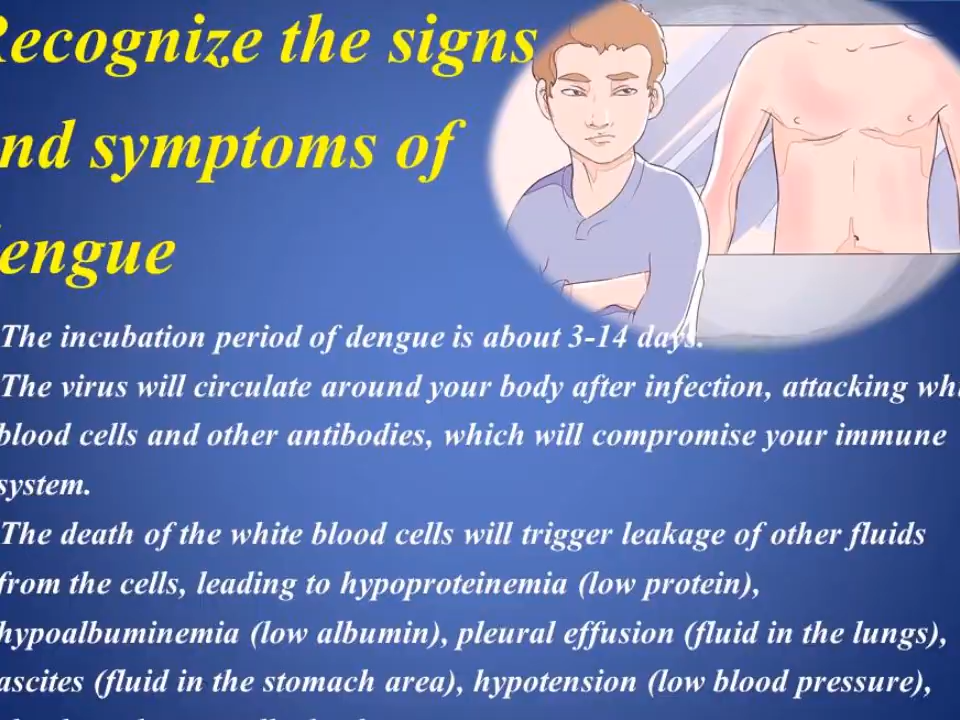 Recognize the signs
and symptoms of
dengue
The incubation period of dengue is about 3-14 days.
The virus will circulate around your body after infection, attacking whi
blood cells and other antibodies, which will compromise your immune
system.
The death of the white blood cells will trigger leakage of other fluids
from the cells, leading to hypoproteinemia (low protein),
hypoalbuminemia (low albumin), pleural effusion (fluid in the lungs),
ascites (fluid in the stomach area), hypotension (low blood pressure),